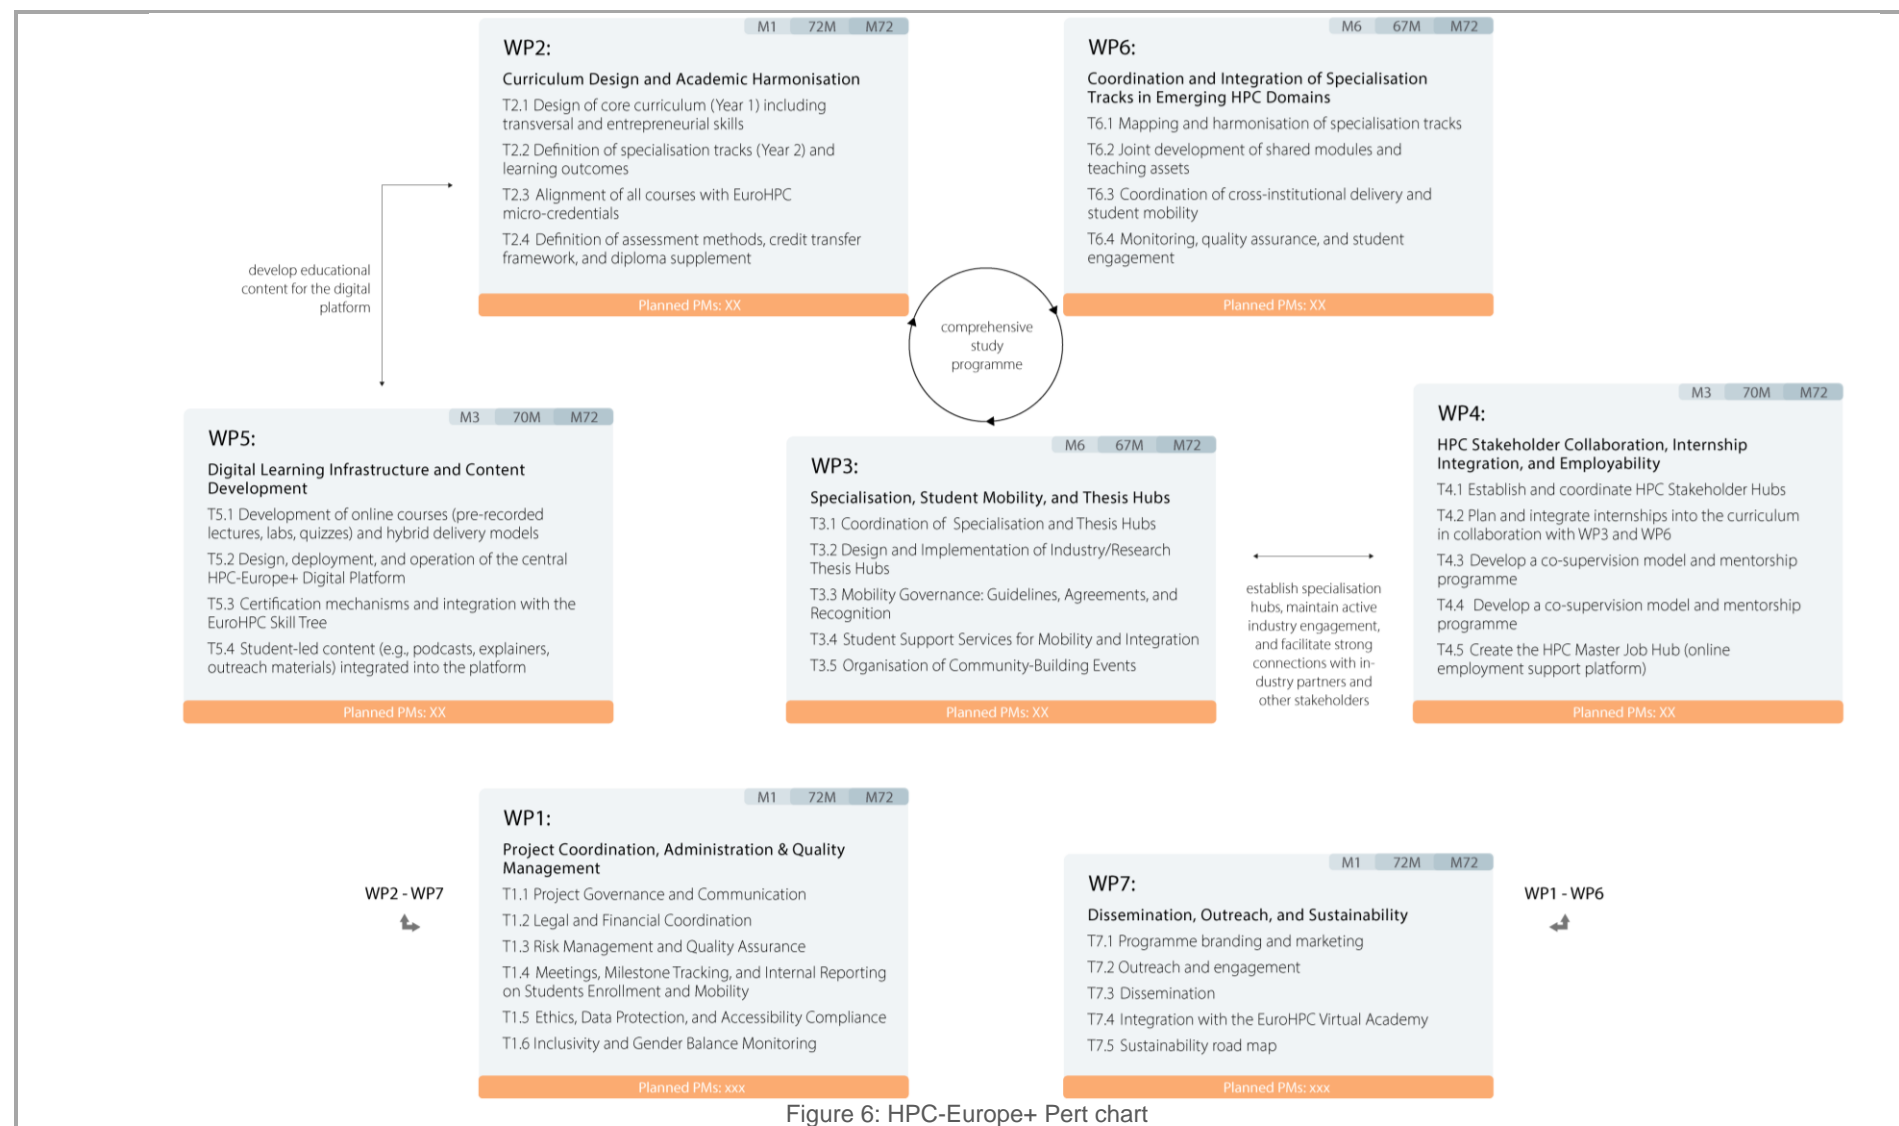 M1 72M M72
WP2:
Curriculum Design and Academic Harmonisation
T2.1 Design of core curriculum (Year 1) including
transversal and entrepreneurial skills
T2.2 Definition of specialisation tracks (Year 2) and
learning outcomes
T2.3 Alignment of all courses with EuroHPC
micro-credentials
T2.4 Definition of assessment methods, credit transfer
framework, and diploma supplement
Planned PMs: XX
M6 67M M72
WP6:
Coordination and Integration of Specialisation
Tracks in Emerging HPC Domains
T6.1 Mapping and harmonisation of specialisation tracks
T6.2 Joint development of shared modules and
teaching assets
T6.3 Coordination of cross-institutional delivery and
student mobility
T6.4 Monitoring, quality assurance, and student
engagement
Planned PMs: XX
develop educational
content for the digital
platform
comprehensive
study
programme
M3 70M M72
WP5:
Digital Learning Infrastructure and Content
Development
T5.1 Development of online courses (pre-recorded
lectures, labs, quizzes) and hybrid delivery models
T5.2 Design, deployment, and operation of the central
HPC-Europe+ Digital Platform
T5.3 Certification mechanisms and integration with the
EuroHPC Skill Tree
T5.4 Student-led content (e.g., podcasts, explainers,
outreach materials) integrated into the platform
Planned PMs: XX
M6 67M M72
WP3:
Specialisation, Student Mobility, and Thesis Hubs
T3.1 Coordination of Specialisation and Thesis Hubs
T3.2 Design and Implementation of Industry/Research
Thesis Hubs
T3.3 Mobility Governance: Guidelines, Agreements, and
Recognition
T3.4 Student Support Services for Mobility and Integration
T3.5 Organisation of Community-Building Events
Planned PMs: XX
establish specialisation
hubs, maintain active
industry engagement,
and facilitate strong
connections with in-
dustry partners and
other stakeholders
M3 70M M72
WP4:
HPC Stakeholder Collaboration, Internship
Integration, and Employability
T4.1 Establish and coordinate HPC Stakeholder Hubs
T4.2 Plan and integrate internships into the curriculum
in collaboration with WP3 and WP6
T4.3 Develop a co-supervision model and mentorship
programme
T4.4 Develop a co-supervision model and mentorship
programme
T4.5 Create the HPC Master Job Hub (online
employment support platform)
Planned PMs: XX
WP2 - WP7
M1 72M M72
WP1:
Project Coordination, Administration & Quality
Management
T1.1 Project Governance and Communication
T1.2 Legal and Financial Coordination
T1.3 Risk Management and Quality Assurance
T1.4 Meetings, Milestone Tracking, and Internal Reporting
on Students Enrollment and Mobility
T1.5 Ethics, Data Protection, and Accessibility Compliance
T1.6 Inclusivity and Gender Balance Monitoring
Planned PMs: xxx
M1 72M M72
WP7:
Dissemination, Outreach, and Sustainability
T7.1 Programme branding and marketing
T7.2 Outreach and engagement
T7.3 Dissemination
T7.4 Integration with the EuroHPC Virtual Academy
T7.5 Sustainability road map
Planned PMs: xxx
WP1 - WP6
Figure 6: HPC-Europe+ Pert chart